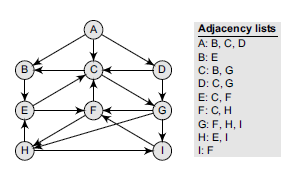 A
B
C
D
E
F
G
H
I
Adjacency lists
A: B, C, D
B: E
C: B, G
D: C, G
E: C, F
F: C, H
G: F, H, I
H: E, I
I: F